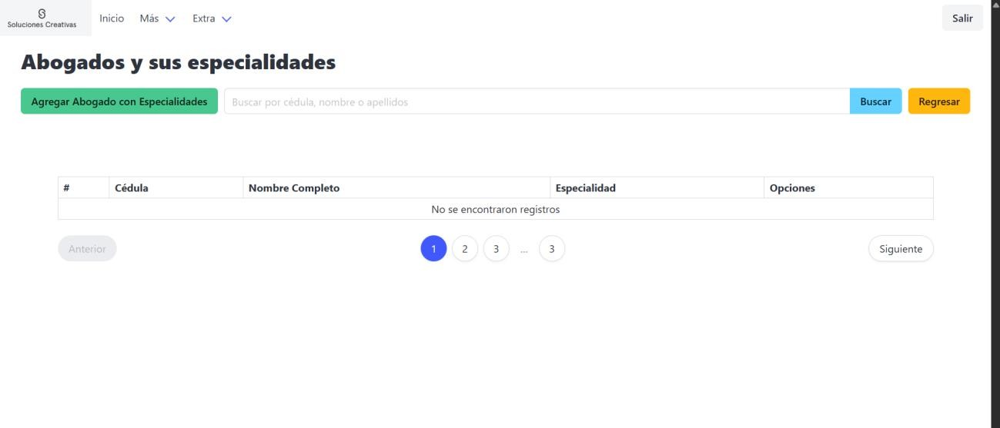 Soluciones Creativas
Inicio Más Extra Salir
Abogados y sus especialidades
Agregar Abogado con Especialidades Buscar por cédula, nombre o apellidos Buscar Regresar
# Cédula Nombre Completo Especialidad Opciones
No se encontraron registros
Anterior 1 2 3 ... 3 Siguiente